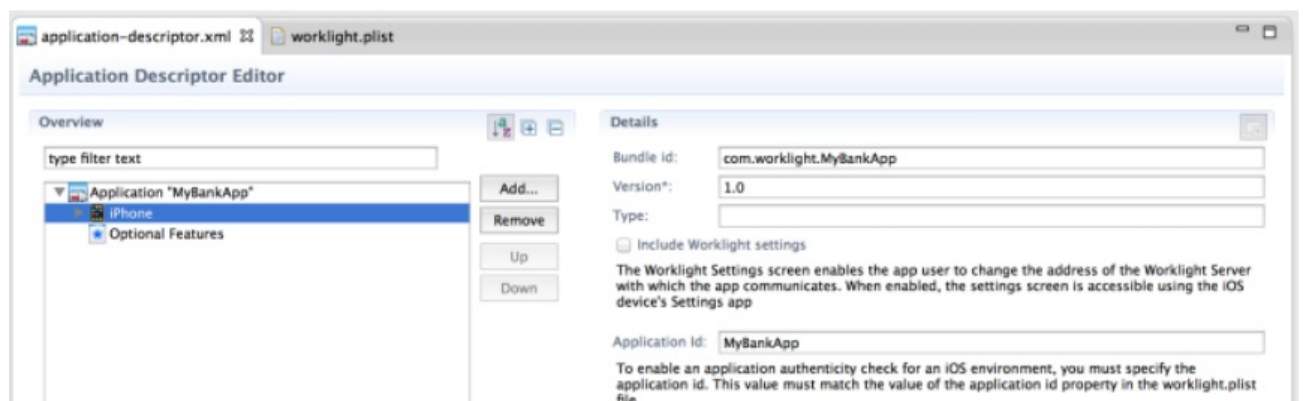 application-descriptor.xml
worklight.plist
Application Descriptor Editor
Overview
type filter text
Application "MyBankApp"
iPhone
Optional Features
Add...
Remove
Up
Down
Details
Bundle id: com.worklight.MyBankApp
Version*: 1.0
Type:
Include Worklight settings
The Worklight Settings screen enables the app user to change the address of the Worklight Server
with which the app communicates. When enabled, the settings screen is accessible using the iOS
device's Settings app
Application Id: MyBankApp
To enable an application authenticity check for an iOS environment, you must specify the
application id. This value must match the value of the application id property in the worklight.plist
file